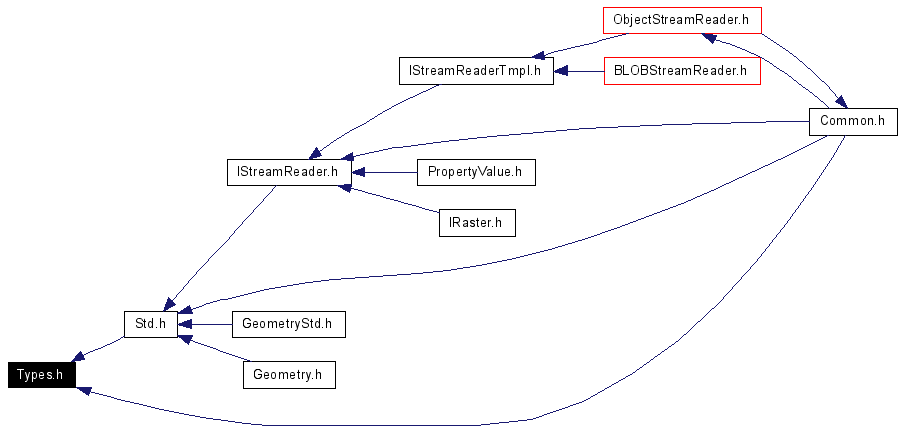 ObjectStreamReader.h
IStreamReaderTmpl.h
BLOBStreamReader.h
Common.h
IStreamReader.h
PropertyValue.h
IRaster.h
Std.h
GeometryStd.h
Geometry.h
Types.h